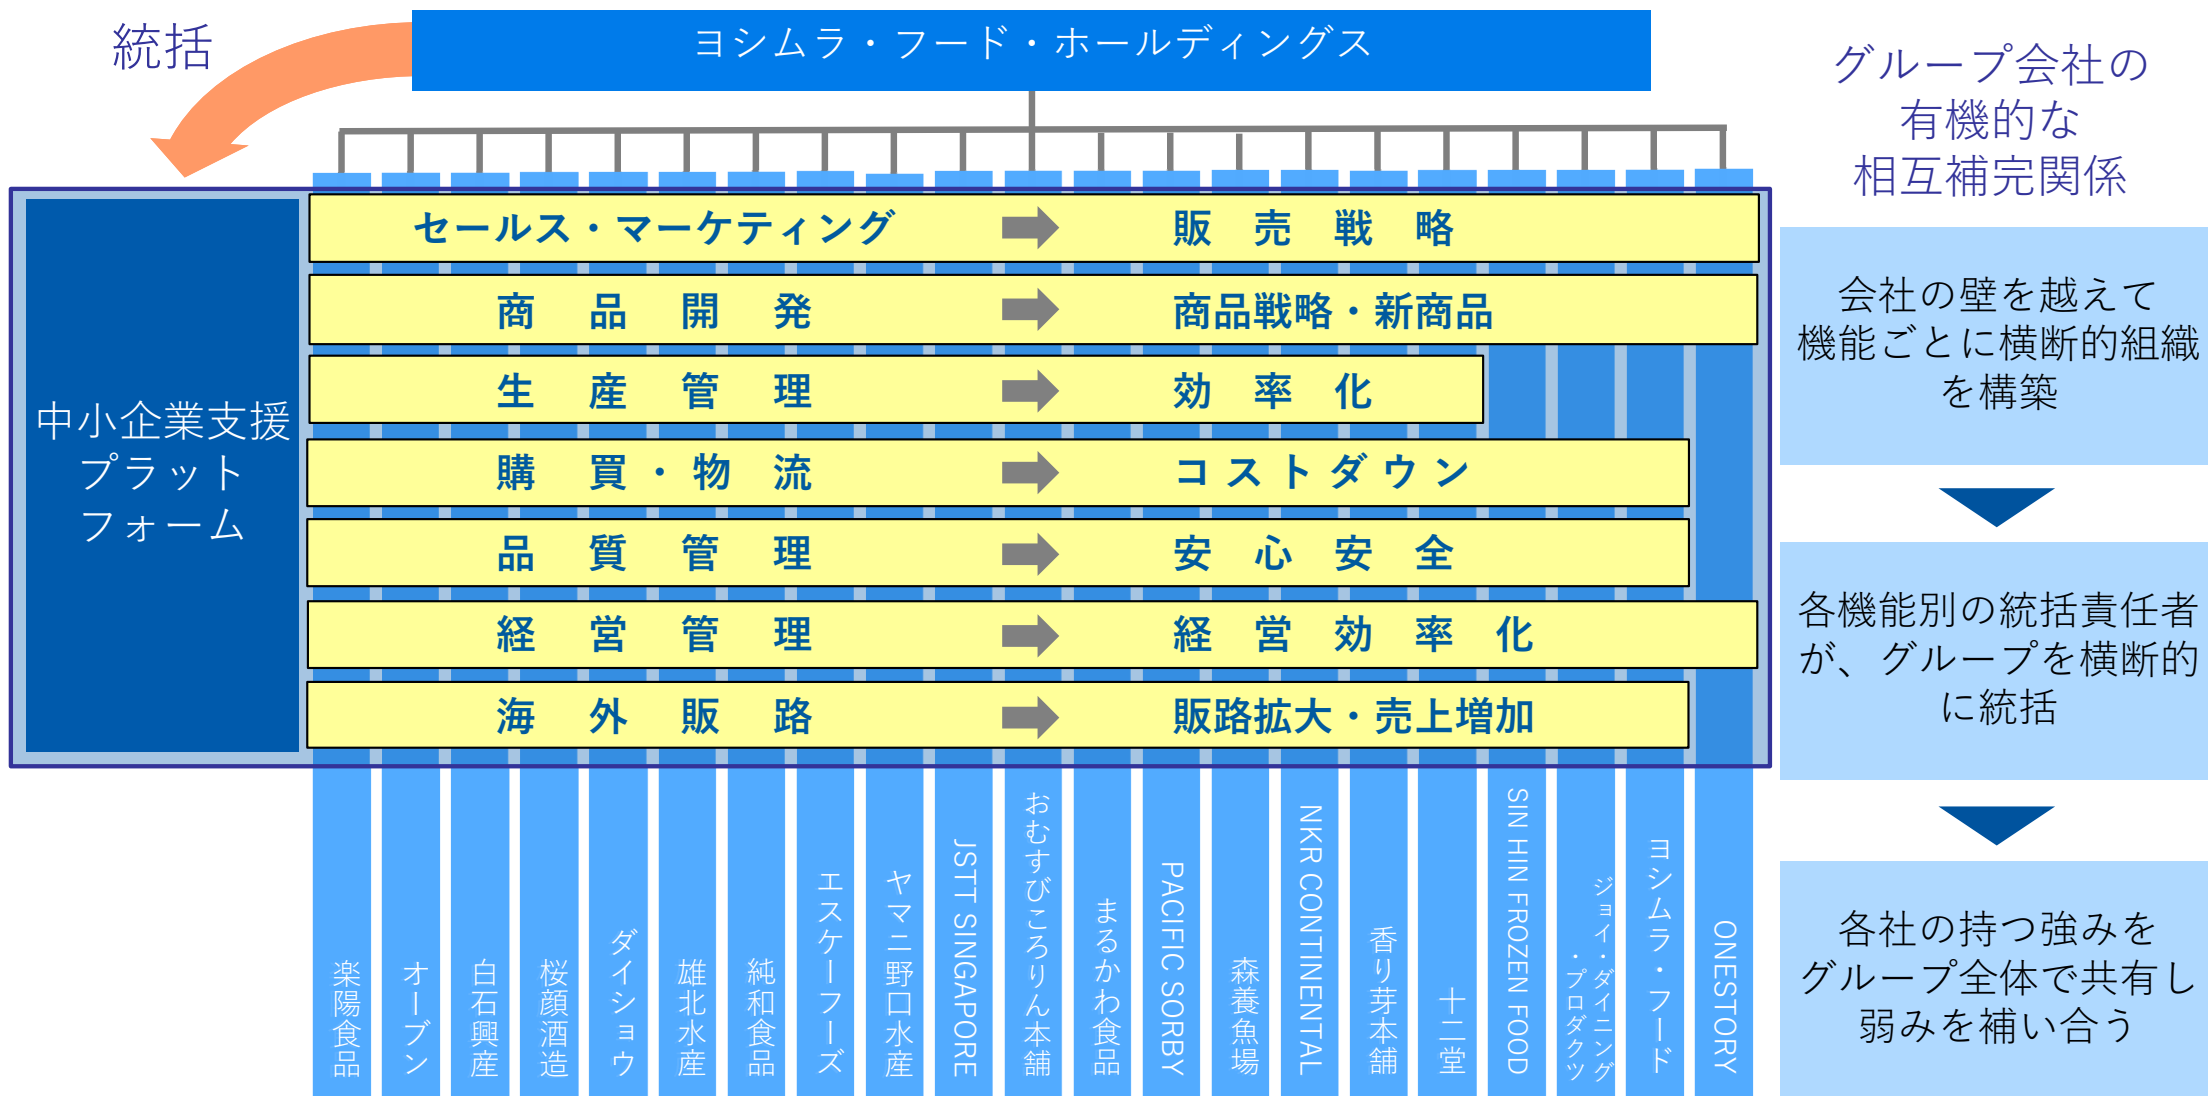 統括
ヨシムラ・フード・ホールディングス
グループ会社の
有機的な
相互補完関係
中小企業支援
プラット
フォーム
セールス・マーケティング
販売戦略
商品開発
商品戦略・新商品
生産管理
効率化
購買・物流
コストダウン
品質管理
安心安全
経営管理
経営効率化
海外販路
販路拡大・売上増加
楽陽食品
オーブン
白石興産
桜顔酒造
ダイショウ
雄北水産
純和食品
エスケーフーズ
ヤマニ野口水産
JSTT SINGAPORE
おむすびころりん本舗
まるかわ食品
PACIFIC SORBY
森養魚場
NKR CONTINENTAL
香り芽本舗
十二堂
SIN HIN FROZEN FOOD
ジョイ・ダイニング
・プロダクツ
ヨシムラ・フード
ONESTORY
会社の壁を越えて
機能ごとに横断的組織
を構築
各機能別の統括責任者
が、グループを横断的
に統括
各社の持つ強みを
グループ全体で共有し
弱みを補い合う